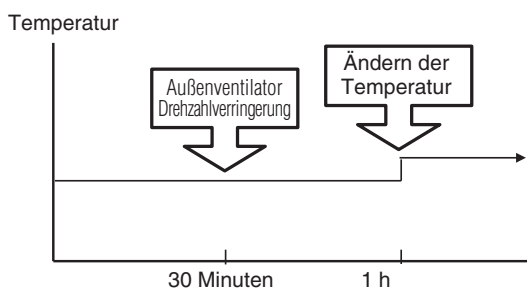 Temperatur
Außenventilator
Drehzahlverringerung
Ändern der
Temperatur
30 Minuten
1 h